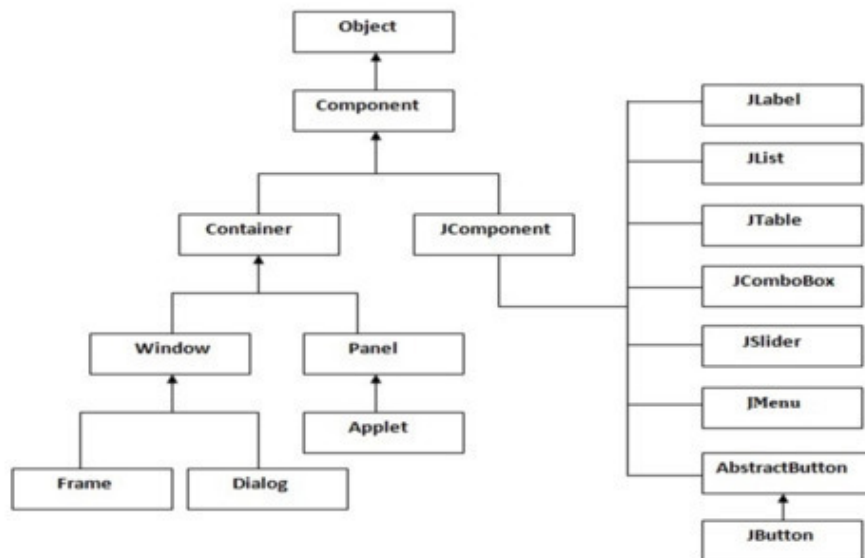 Object
Component
Container
JComponent
Window
Panel
Applet
Frame
Dialog
JLabel
JList
JTable
JComboBox
JSlider
JMenu
AbstractButton
JButton